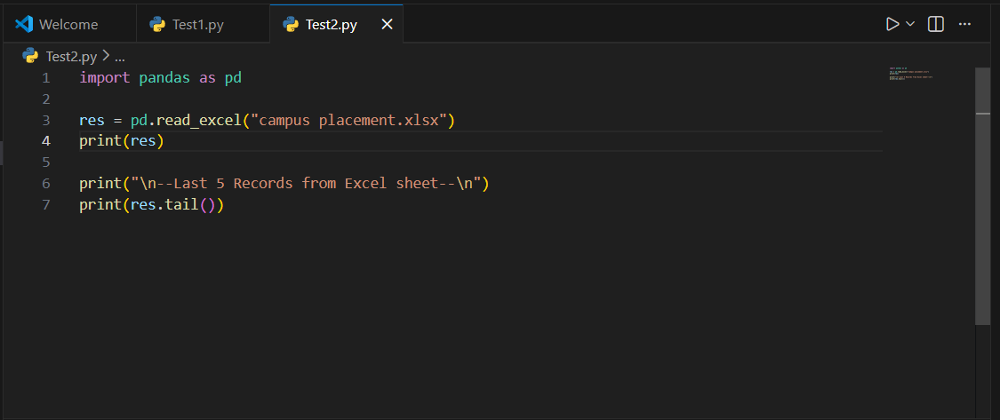 Welcome
Test1.py
Test2.py
Test2.py > ...
1 import pandas as pd
2
3 res = pd.read_excel("campus placement.xlsx")
4 print(res)
5
6 print("\n--Last 5 Records from Excel sheet--\n")
7 print(res.tail())